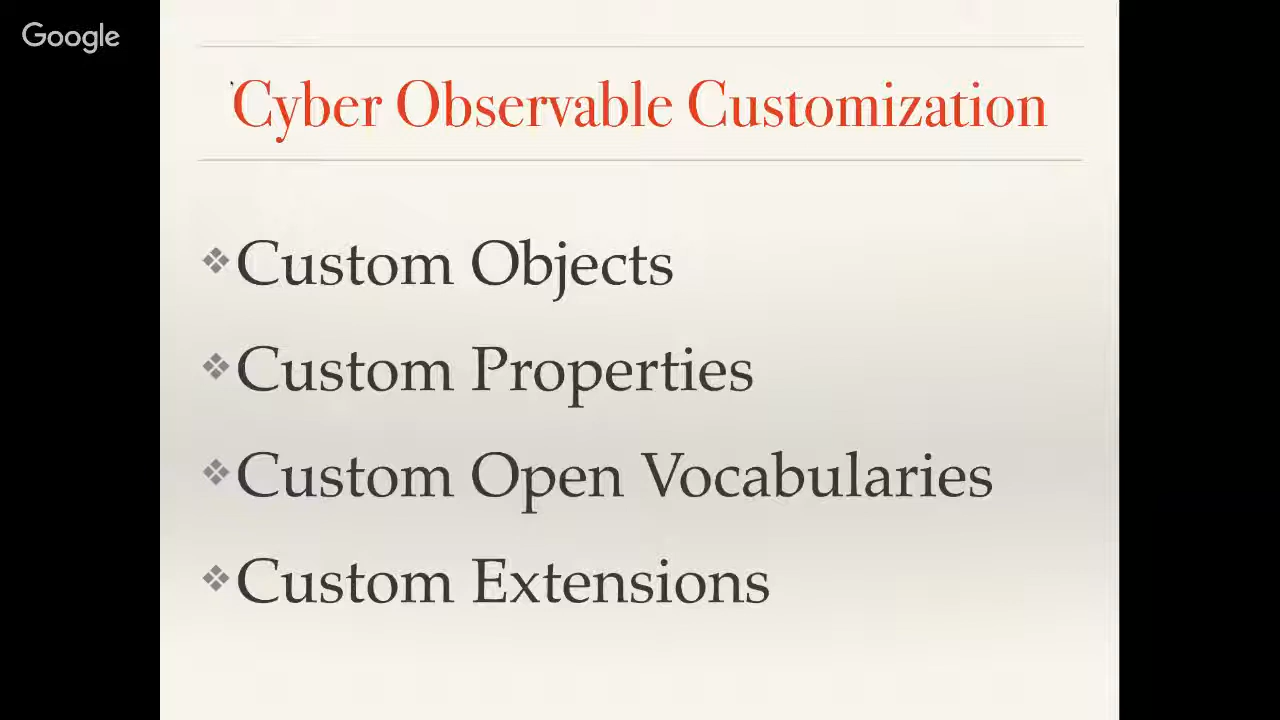 Google
Cyber Observable Customization
❖Custom Objects
❖Custom Properties
❖Custom Open Vocabularies
❖Custom Extensions